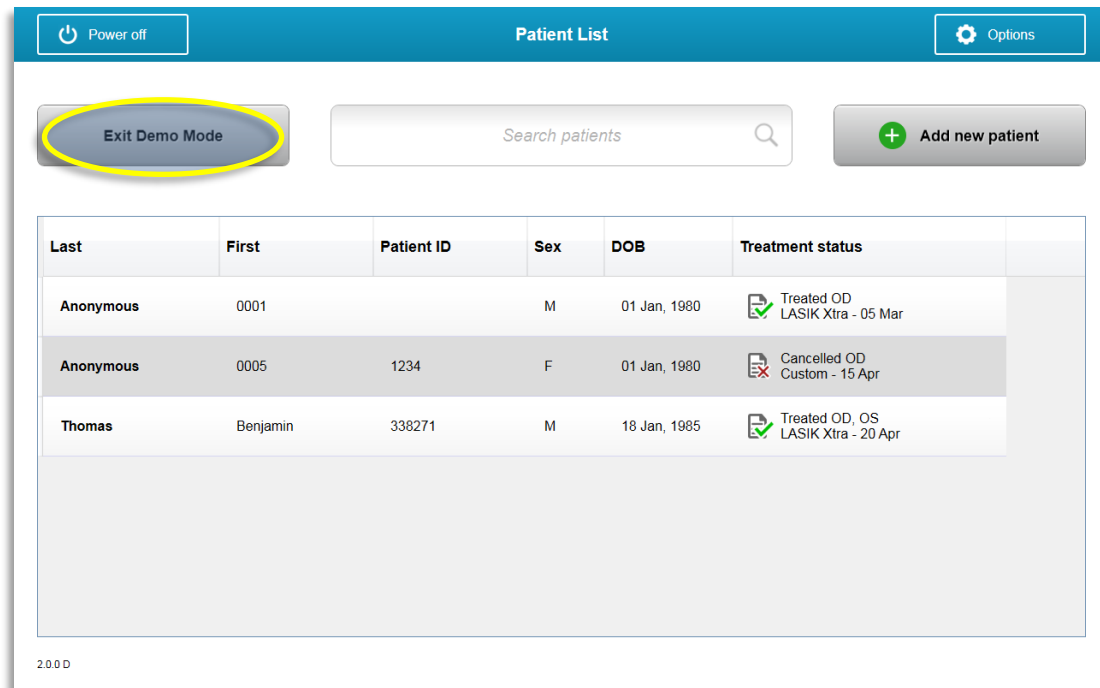 Power off
Patient List
Options
Exit Demo Mode
Search patients
Add new patient
Last First Patient ID Sex DOB Treatment status
Anonymous 0001 M 01 Jan, 1980 Treated OD
LASIK Xtra - 05 Mar
Anonymous 0005 1234 F 01 Jan, 1980 Cancelled OD
Custom - 15 Apr
Thomas Benjamin 338271 M 18 Jan, 1985 Treated OD, OS
LASIK Xtra - 20 Apr
2.0.0 D